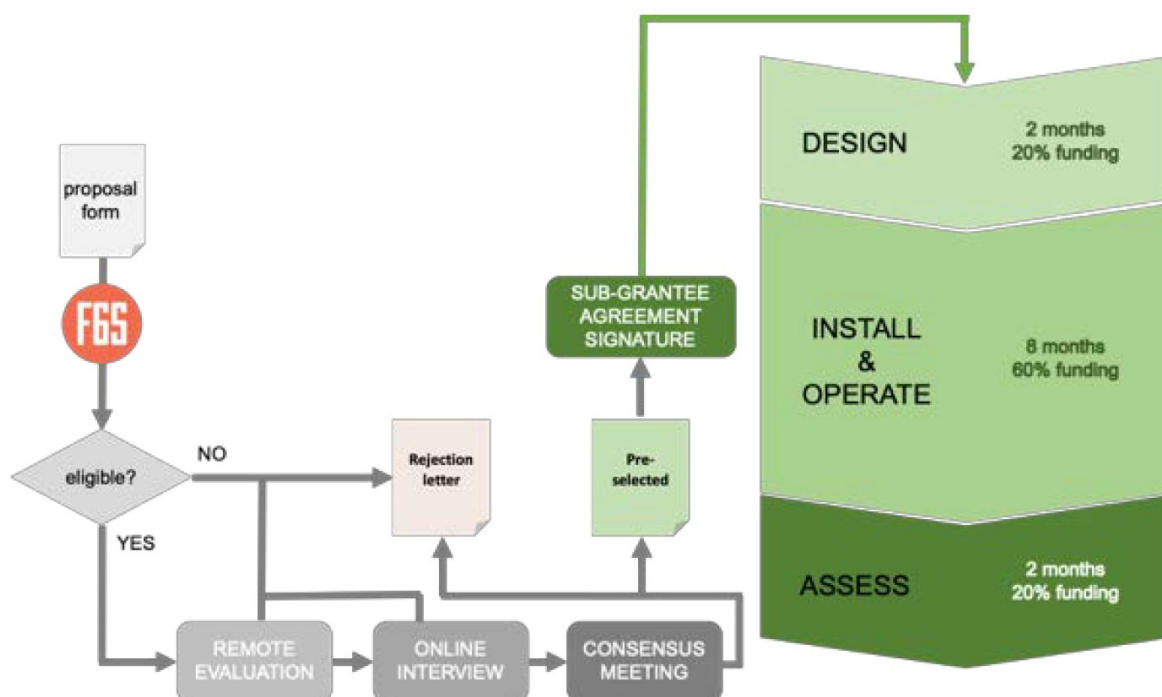 proposal
form
F6S
eligible?
NO
YES
REMOTE
EVALUATION
ONLINE
INTERVIEW
CONSENSUS
MEETING
Rejection
letter
Pre-
selected
SUB-GRANTEE
AGREEMENT
SIGNATURE
DESIGN
2 months
20% funding
INSTALL
&
OPERATE
8 months
60% funding
ASSESS
2 months
20% funding